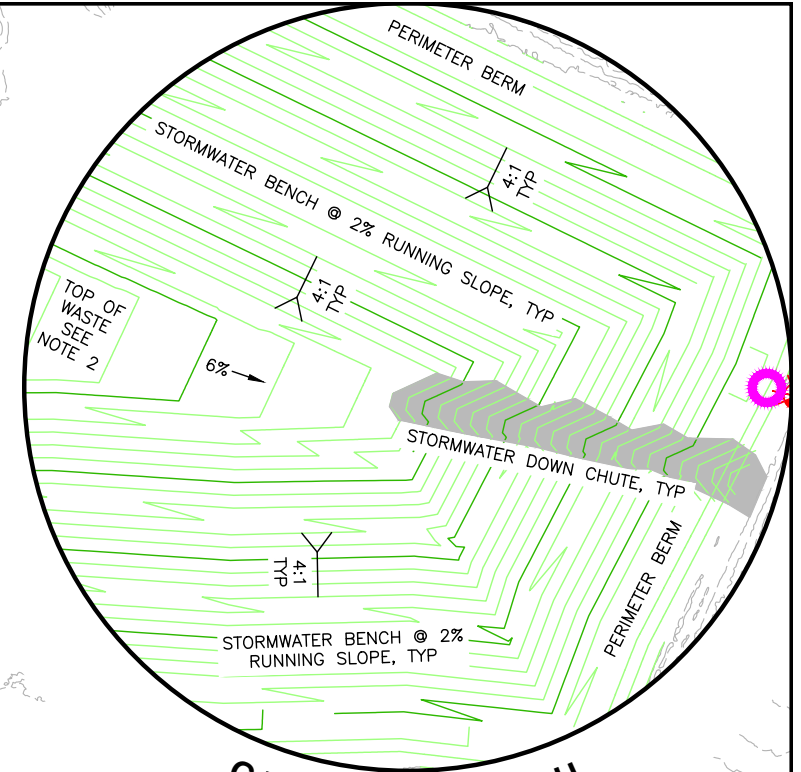 PERIMETER BERM
STORMWATER BENCH @ 2% RUNNING SLOPE, TYP
4:1
TYP
4:1
TYP
TOP OF
WASTE
SEE
NOTE 2
6%
STORMWATER DOWN CHUTE, TYP
PERIMETER BERM
4:1
TYP
STORMWATER BENCH @ 2%
RUNNING SLOPE, TYP